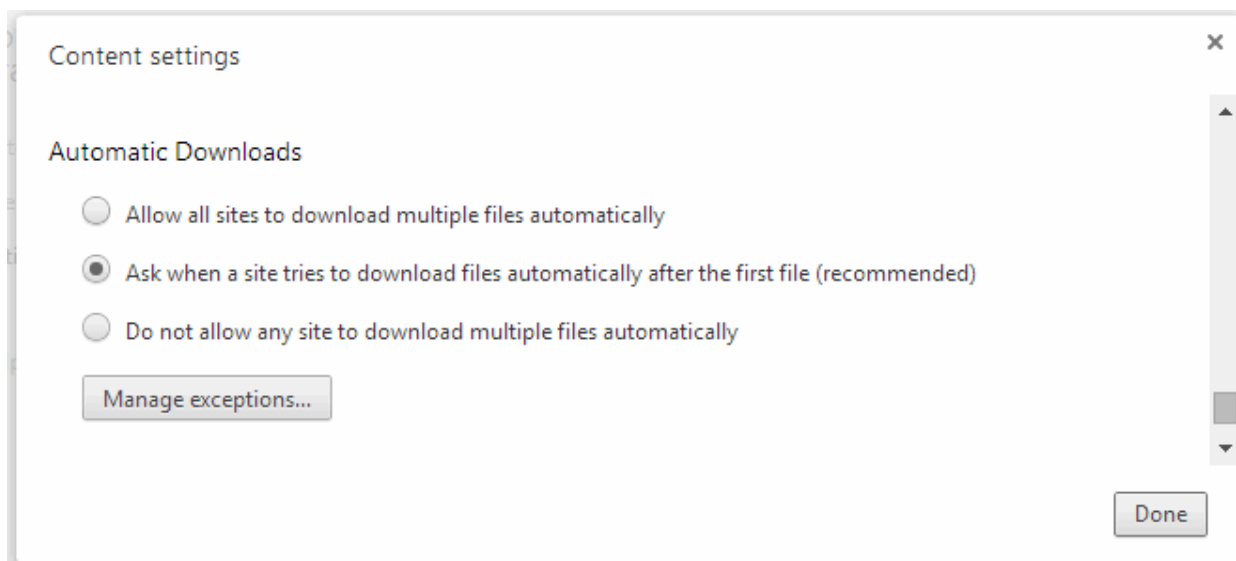 Content settings
Automatic Downloads
Allow all sites to download multiple files automatically
Ask when a site tries to download files automatically after the first file (recommended)
Do not allow any site to download multiple files automatically
Manage exceptions...
Done